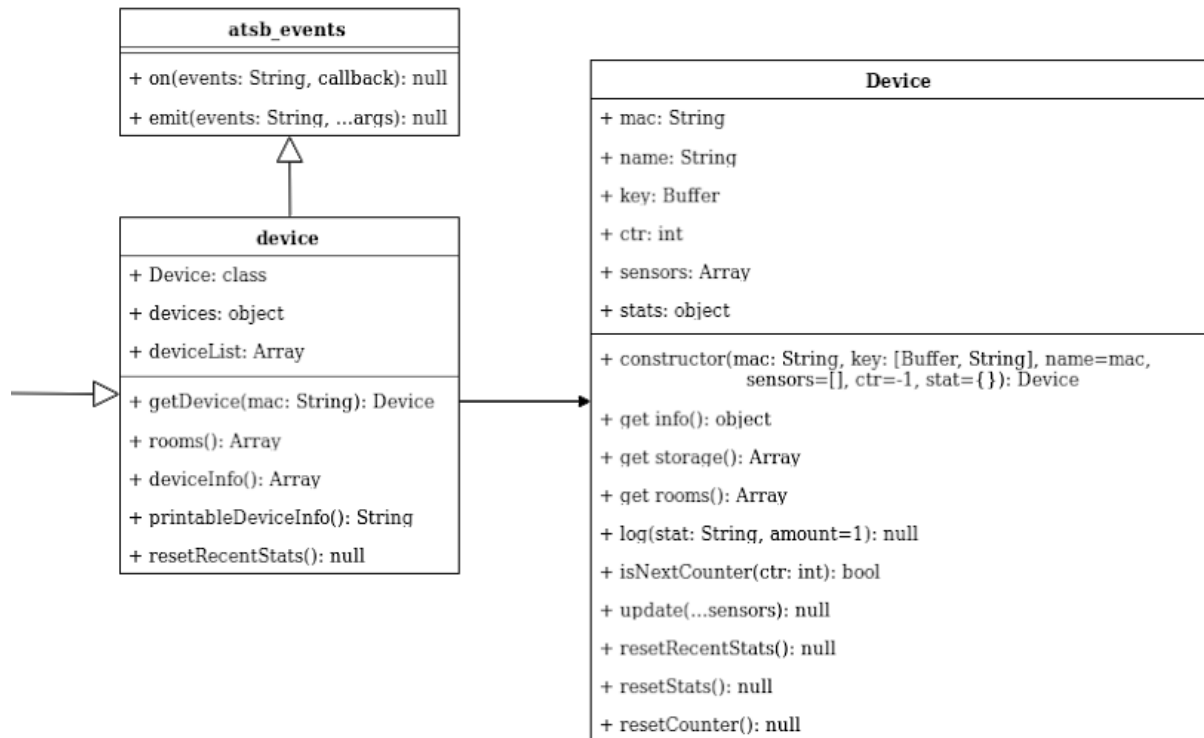 atsb_events
+ on(events: String, callback): null
+ emit(events: String, ...args): null
device
+ Device: class
+ devices: object
+ deviceList: Array
+ getDevice(mac: String): Device
+ rooms(): Array
+ deviceInfo(): Array
+ printableDeviceInfo(): String
+ resetRecentStats(): null
Device
+ mac: String
+ name: String
+ key: Buffer
+ ctr: int
+ sensors: Array
+ stats: object
+ constructor(mac: String, key: [Buffer, String], name=mac,
sensors=[], ctr=-1, stat={}): Device
+ get info(): object
+ get storage(): Array
+ get rooms(): Array
+ log(stat: String, amount=1): null
+ isNextCounter(ctr: int): bool
+ update(...sensors): null
+ resetRecentStats(): null
+ resetStats(): null
+ resetCounter(): null